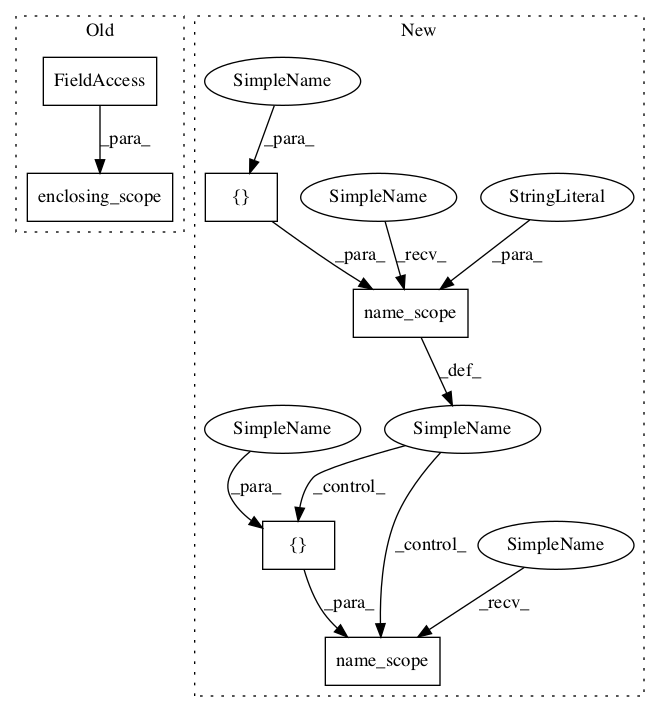 Old
New
FieldAccess
SimpleName
_para_
_para_
enclosing_scope
{}
SimpleName
StringLiteral
_para_
_recv_
_para_
name_scope
_def_
SimpleName
SimpleName
_para_
_control_
_control_
{}
SimpleName
_para_
_recv_
name_scope